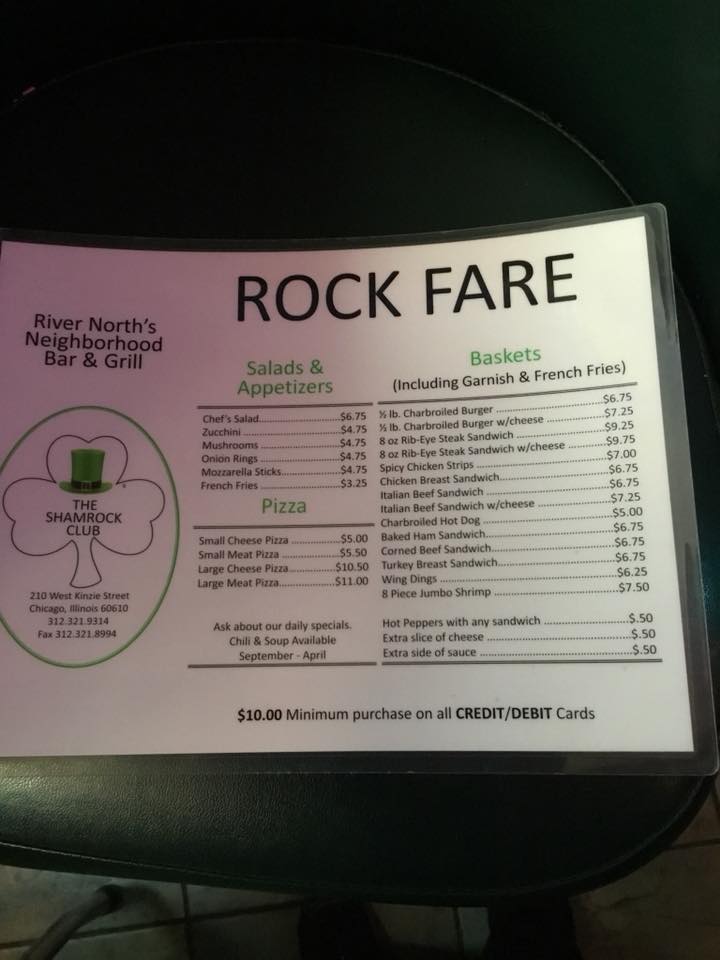 ROCK FARE
River North's
Neighborhood
Bar & Grill
THE
SHAMROCK
CLUB
210 West Kinzie Street
Chicago, Illinois 60610
312.321.9314
Fax 312.321.8994
Salads &
Appetizers
Chef's Salad $6.75
Zucchini $4.75
Mushrooms $4.75
Onion Rings $4.75
Mozzarella Sticks $4.75
French Fries $3.25
Pizza
Small Cheese Pizza $5.00
Small Meat Pizza $5.50
Large Cheese Pizza $10.50
Large Meat Pizza $11.00
Ask about our daily specials.
Chili & Soup Available
September - April
Baskets
(Including Garnish & French Fries)
½ lb. Charbroiled Burger $6.75
½ lb. Charbroiled Burger w/cheese $7.25
8 oz Rib-Eye Steak Sandwich $9.25
8 oz Rib-Eye Steak Sandwich w/cheese $9.75
Spicy Chicken Strips $7.00
Chicken Breast Sandwich $6.75
Italian Beef Sandwich $6.75
Italian Beef Sandwich w/cheese $7.25
Charbroiled Hot Dog $5.00
Baked Ham Sandwich $6.75
Corned Beef Sandwich $6.75
Turkey Breast Sandwich $6.75
Wing Dings $6.25
8 Piece Jumbo Shrimp $7.50
Hot Peppers with any sandwich $.50
Extra slice of cheese $.50
Extra side of sauce $.50
$10.00 Minimum purchase on all CREDIT/DEBIT Cards